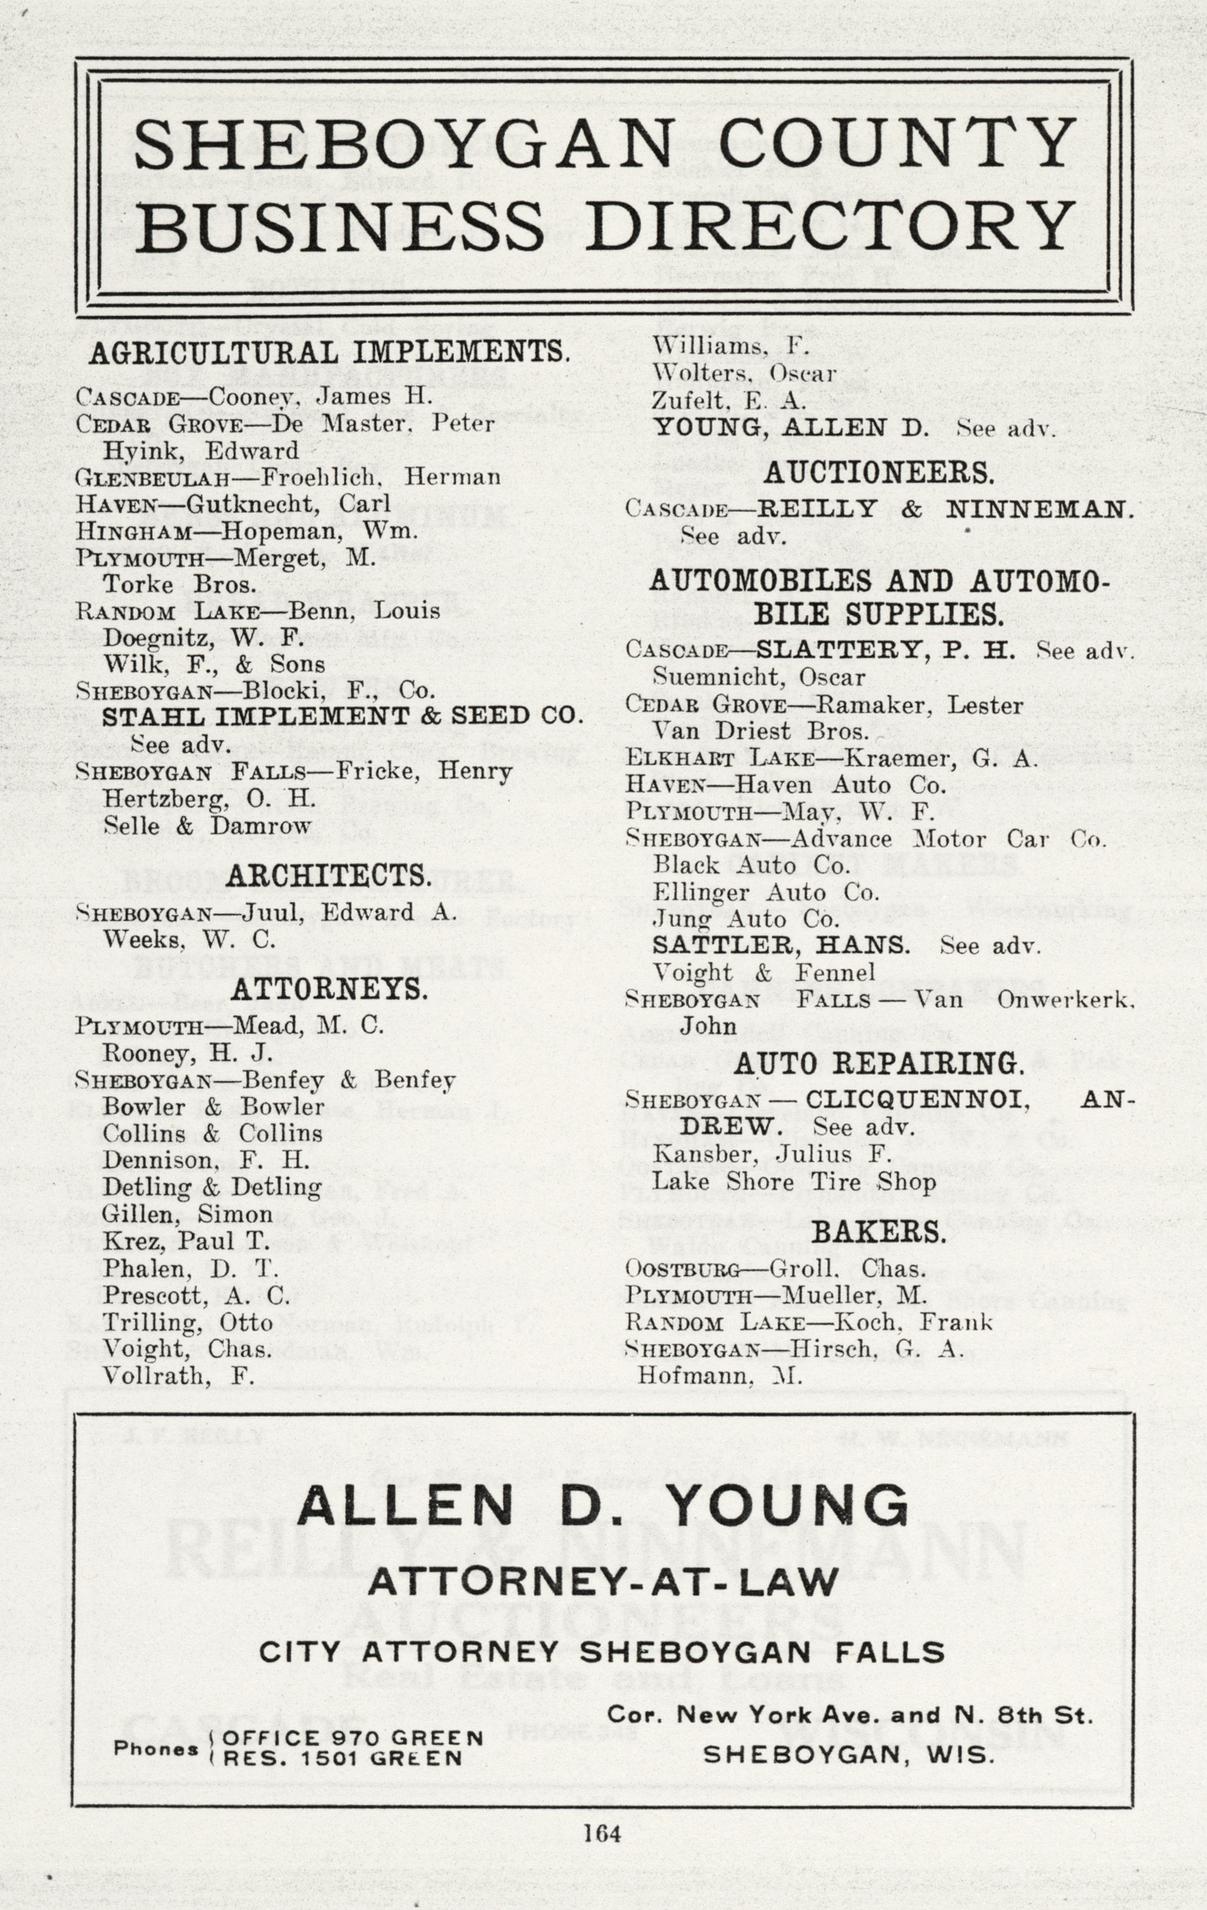 SHEBOYGAN COUNTY
BUSINESS DIRECTORY
AGRICULTURAL IMPLEMENTS.
CASCADE—Cooney, James H.
CEDAR GROVE—De Master, Peter
Hyink, Edward
GLENBEULAH—Froehlich, Herman
HAVEN—Gutknecht, Carl
HINGHAM—Hopeman, Wm.
PLYMOUTH—Merget, M.
Torke Bros.
RANDOM LAKE—Benn, Louis
Doegnitz, W. F.
Wilk, F., & Sons
SHEBOYGAN—Blocki, F., Co.
STAHL IMPLEMENT & SEED CO.
See adv.
SHEBOYGAN FALLS—Fricke, Henry
Hertzberg, O. H.
Selle & Damrow
ARCHITECTS.
SHEBOYGAN—Juul, Edward A.
Weeks, W. C.
ATTORNEYS.
PLYMOUTH—Mead, M. C.
Rooney, H. J.
SHEBOYGAN—Benfey & Benfey
Bowler & Bowler
Collins & Collins
Dennison, F. H.
Detling & Detling
Gillen, Simon
Krez, Paul T.
Phalen, D. T.
Prescott, A. C.
Trilling, Otto
Voight, Chas.
Vollrath, F.
Williams, F.
Wolters, Oscar
Zufelt, E. A.
YOUNG, ALLEN D. See adv.
AUCTIONEERS.
CASCADE—REILLY & NINNEMAN.
See adv.
AUTOMOBILES AND AUTOMO-
BILE SUPPLIES.
CASCADE—SLATTERY, P. H. See adv.
Suemnicht, Oscar
CEDAR GROVE—Ramaker, Lester
Van Driest Bros.
ELKHART LAKE—Kraemer, G. A.
HAVEN—Haven Auto Co.
PLYMOUTH—May, W. F.
SHEBOYGAN—Advance Motor Car Co.
Black Auto Co.
Ellinger Auto Co.
Jung Auto Co.
SATTLER, HANS. See adv.
Voight & Fennel
SHEBOYGAN FALLS — Van Onwerkerk,
John
AUTO REPAIRING.
SHEBOYGAN — CLICQUENNOI, AN-
DREW. See adv.
Kansber, Julius F.
Lake Shore Tire Shop
BAKERS.
OOSTBURG—Groll, Chas.
PLYMOUTH—Mueller, M.
RANDOM LAKE—Koch, Frank
SHEBOYGAN—Hirsch, G. A.
Hofmann, M.
ALLEN D. YOUNG
ATTORNEY-AT-LAW
CITY ATTORNEY SHEBOYGAN FALLS
Phones { OFFICE 970 GREEN
RES. 1501 GREEN
Cor. New York Ave. and N. 8th St.
SHEBOYGAN, WIS.
164